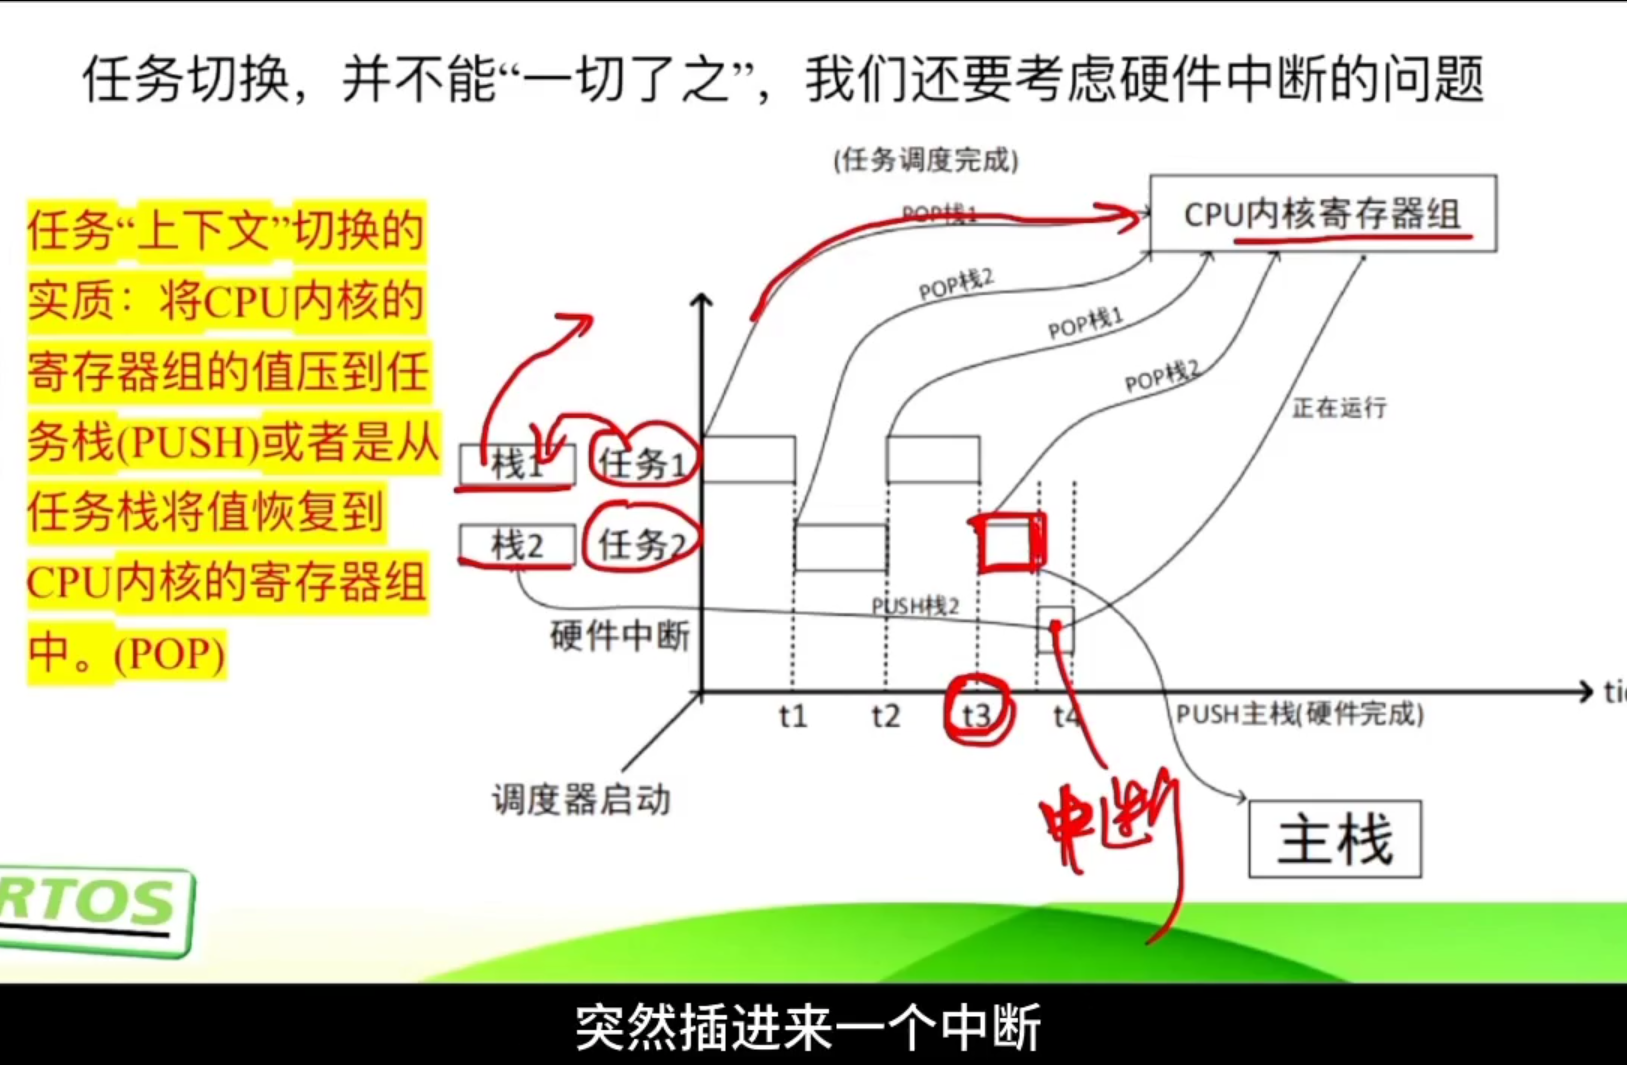 任务切换，并不能“一切了之”，我们还要考虑硬件中断的问题
(任务调度完成)
任务“上下文”切换的
实质：将CPU内核的
寄存器组的值压到任
务栈(PUSH)或者是从
任务栈将值恢复到
CPU内核的寄存器组
中。(POP)
POP栈1
CPU内核寄存器组
POP栈2
POP栈1
POP栈2
正在运行
栈1
任务1
栈2
任务2
PUSH栈2
硬件中断
t1
t2
t3
t4
PUSH主栈(硬件完成)
调度器启动
中断
主栈
RTOS
突然插进来一个中断